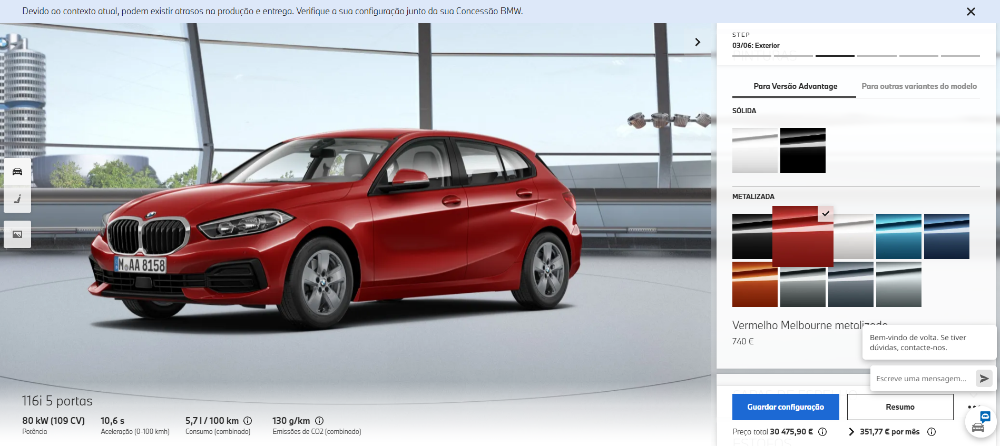 Devido ao contexto atual, podem existir atrasos na produção e entrega. Verifique a sua configuração junto da sua Concessão BMW.
STEP
03/06: Exterior
PINTURAS
Para Versão Advantage
Para outras variantes do modelo
SÓLIDA
METALIZADA
M AA 8158
Vermelho Melbourne metalizado
740 €
Bem-vindo de volta. Se tiver
dúvidas, contacte-nos.
Escreve uma mensagem...
116i 5 portas
80 kW (109 CV)
Potência
10,6 s
Aceleração (0-100 kmh)
5,7 l / 100 km
Consumo (combinado)
130 g/km
Emissões de CO2 (combinado)
Guardar configuração
Resumo
Preço total 30 475,90 €
351,77 € por mês
ESTOFOS